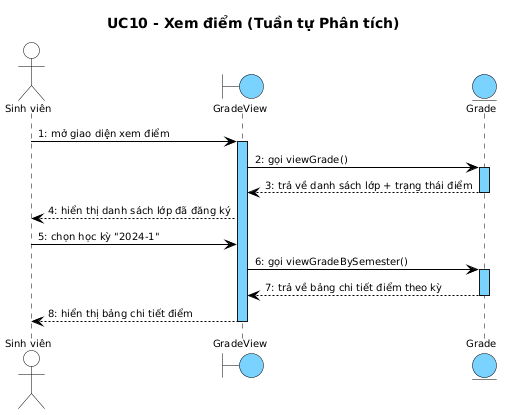 UC10 - Xem điểm (Tuần tự Phân tích)
Sinh viên
GradeView
Grade
1: mở giao diện xem điểm
2: gọi viewGrade()
3: trả về danh sách lớp + trạng thái điểm
4: hiển thị danh sách lớp đã đăng ký
5: chọn học kỳ "2024-1"
6: gọi viewGradeBySemester()
7: trả về bảng chi tiết điểm theo kỳ
8: hiển thị bảng chi tiết điểm
Sinh viên
GradeView
Grade